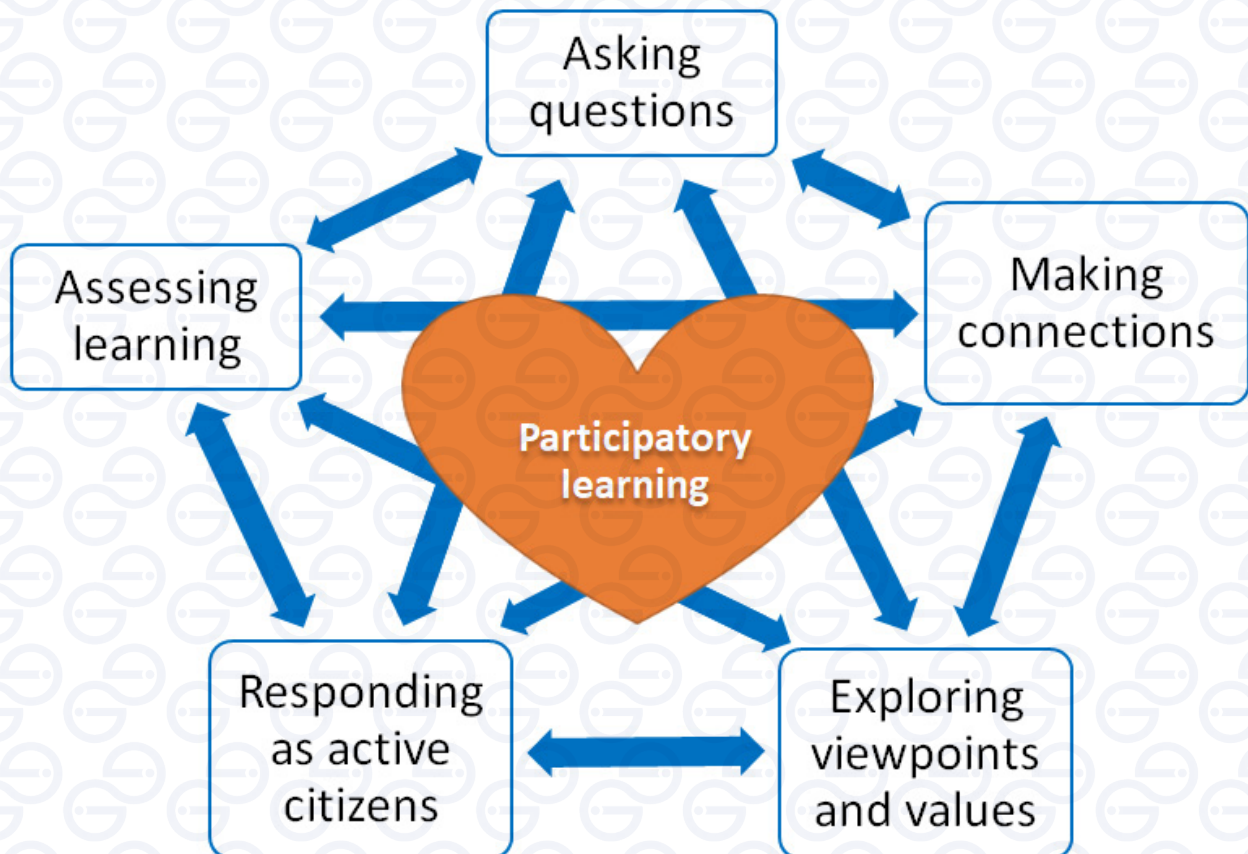 Asking
questions
Assessing
learning
Making
connections
Participatory
learning
Responding
as active
citizens
Exploring
viewpoints
and values